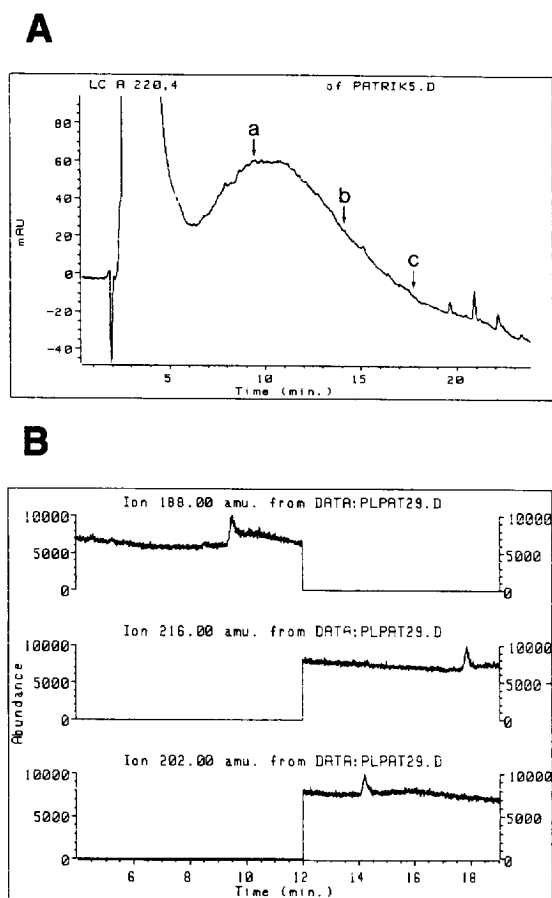 A
LC A 220,4 of PATRIK5.D
80
60
40
20
0
-20
-40
mAU
a
b
c
5 10 15 20
Time (min.)
B
Ion 188.00 amu. from DATA:PLPAT29.D
10000 10000
5000 5000
0 0
Ion 216.00 amu. from DATA:PLPAT29.D
10000 10000
5000 5000
0 0
Abundance
Ion 202.00 amu. from DATA:PLPAT29.D
10000 10000
5000 5000
0 0
4 6 8 10 12 14 16 18
Time (min.)